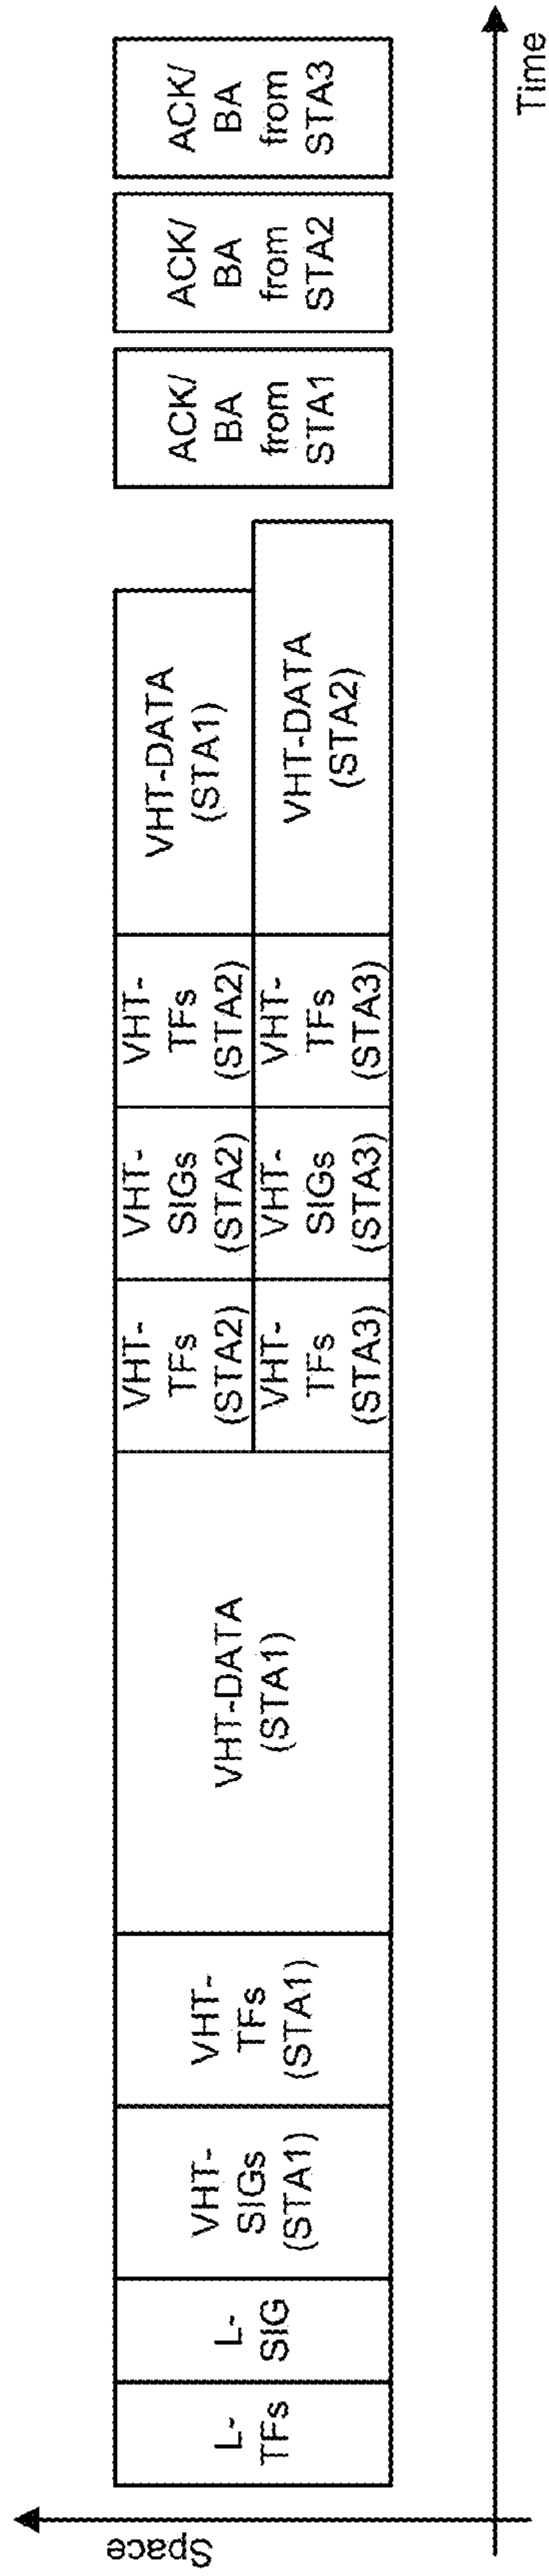 Space
L-
TFs
L-
SIG
VHT-
SIGs
(STA1)
VHT-
TFs
(STA1)
VHT-DATA
(STA1)
VHT-
TFs
(STA2)
VHT-
TFs
(STA3)
VHT-
SIGs
(STA2)
VHT-
SIGs
(STA3)
VHT-
TFs
(STA2)
VHT-
TFs
(STA3)
VHT-DATA
(STA1)
VHT-DATA
(STA2)
ACK/
BA
from
STA1
ACK/
BA
from
STA2
ACK/
BA
from
STA3
Time